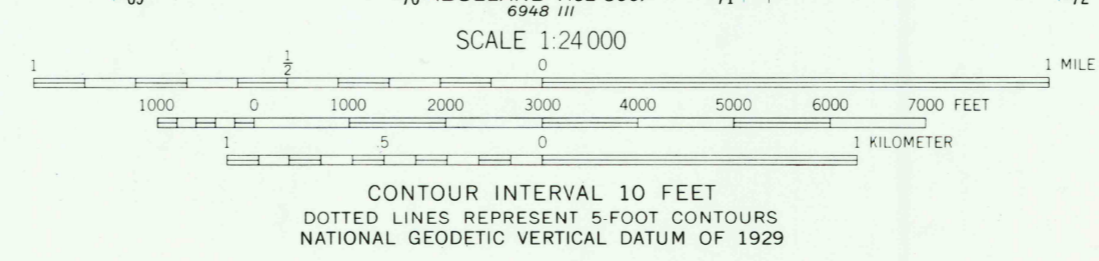 6948 III
SCALE 1:24 000
1 ½ 0 1 MILE
1000 0 1000 2000 3000 4000 5000 6000 7000 FEET
1 .5 0 1 KILOMETER
CONTOUR INTERVAL 10 FEET
DOTTED LINES REPRESENT 5-FOOT CONTOURS
NATIONAL GEODETIC VERTICAL DATUM OF 1929